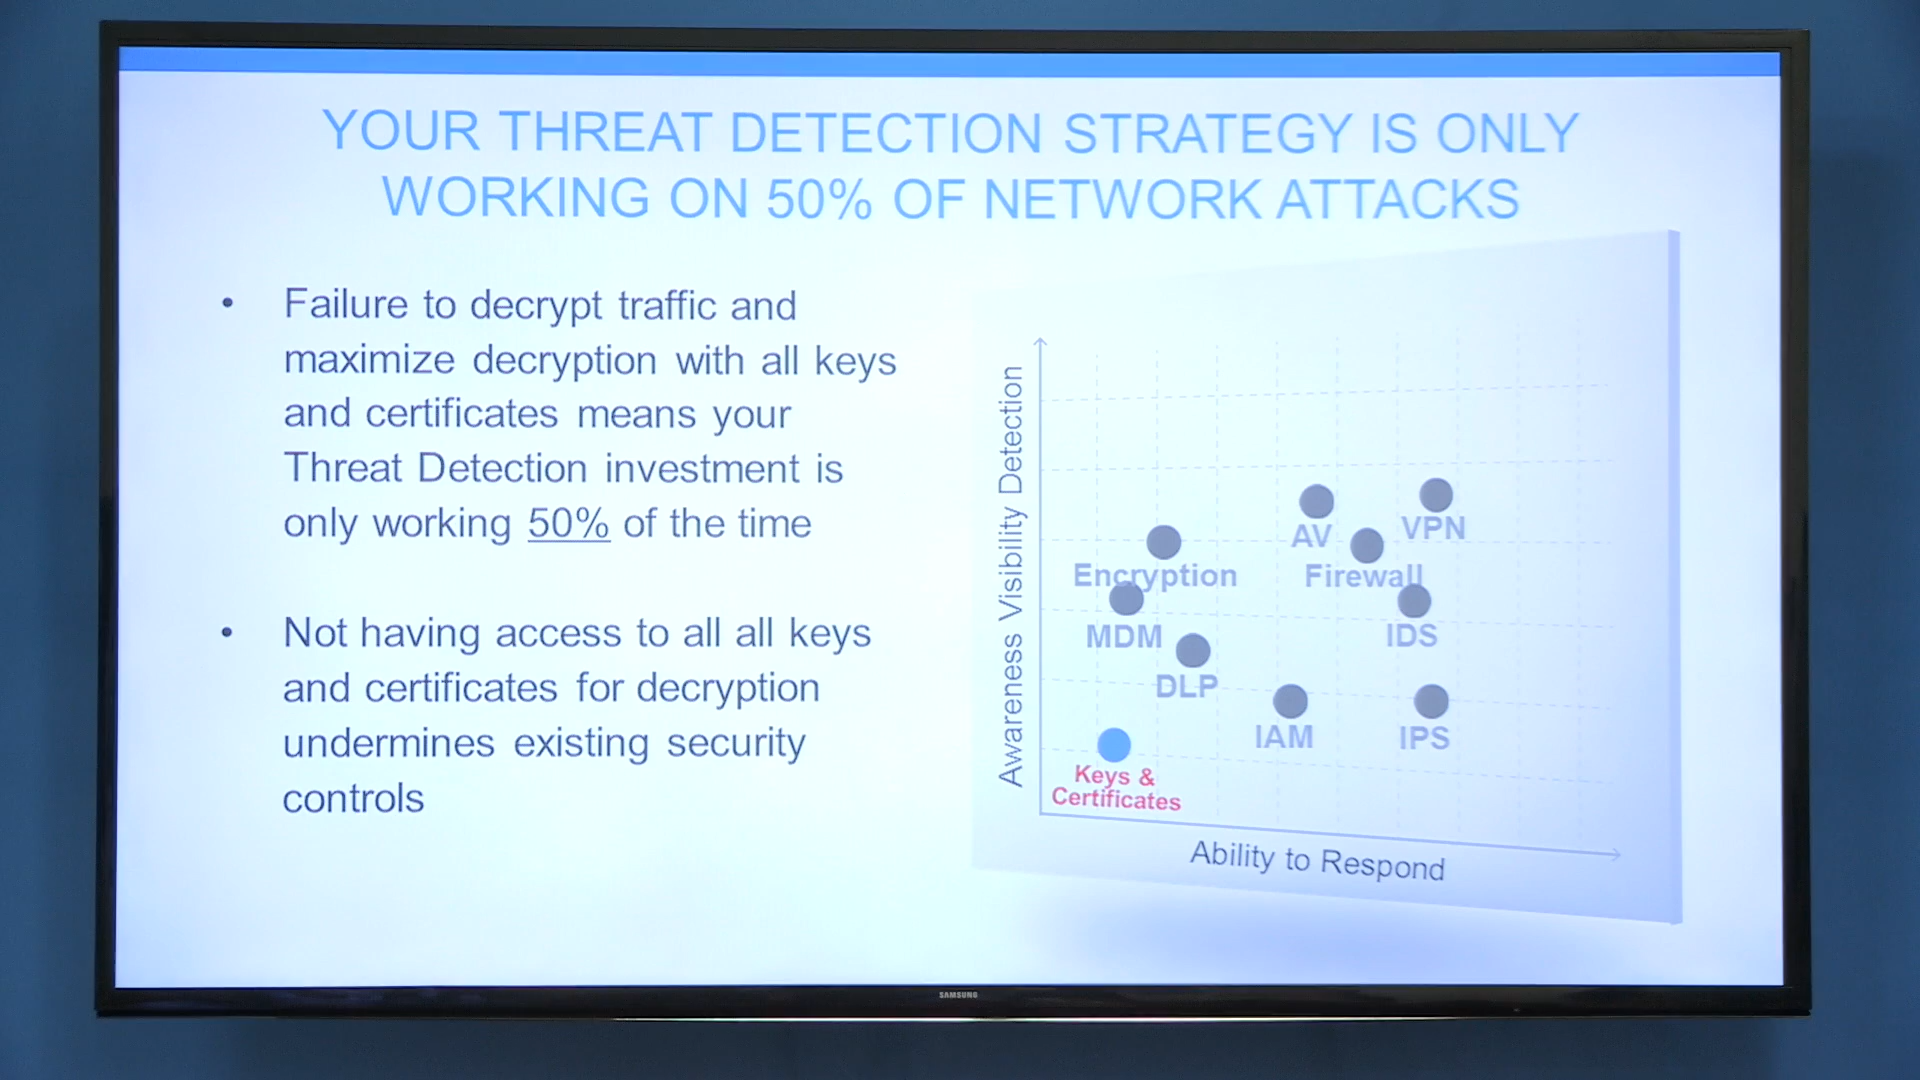 YOUR THREAT DETECTION STRATEGY IS ONLY
WORKING ON 50% OF NETWORK ATTACKS
• Failure to decrypt traffic and
maximize decryption with all keys
and certificates means your
Threat Detection investment is
only working 50% of the time
• Not having access to all all keys
and certificates for decryption
undermines existing security
controls
Awareness Visibility Detection
AV
VPN
Encryption
Firewall
MDM
IDS
DLP
IAM
IPS
Keys &
Certificates
Ability to Respond
SAMSUNG